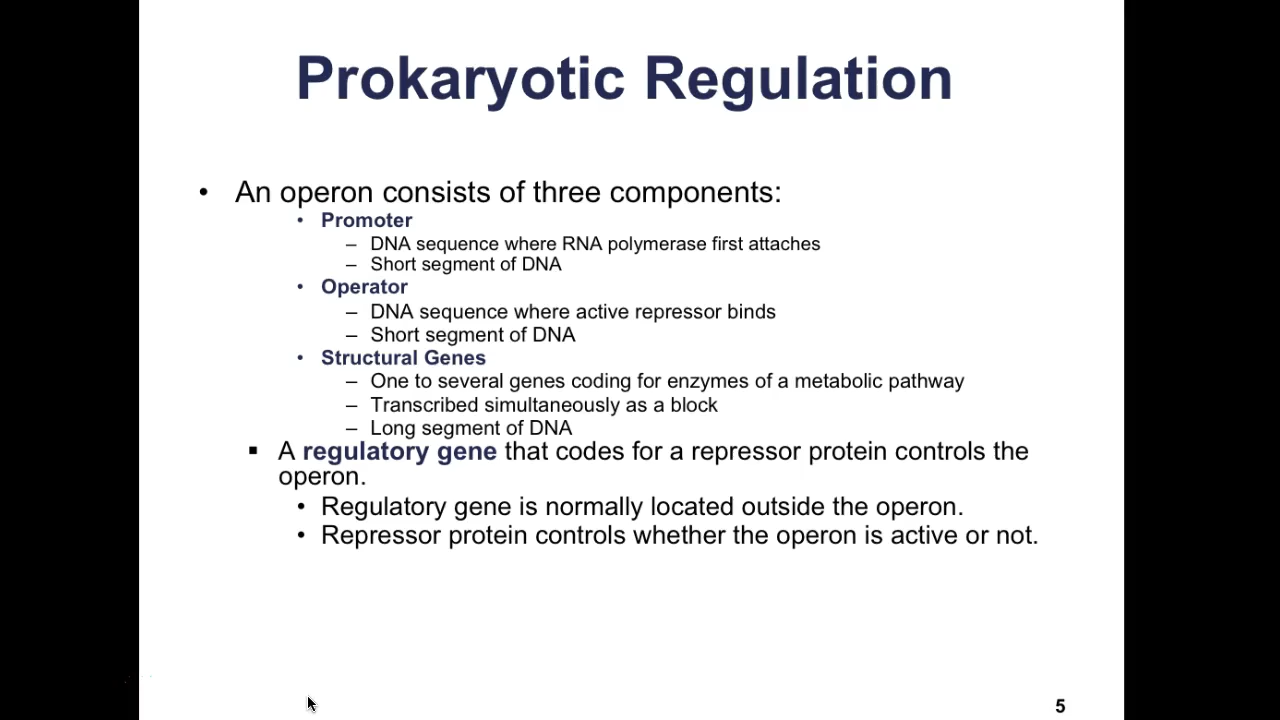 Prokaryotic Regulation
• An operon consists of three components:
• Promoter
– DNA sequence where RNA polymerase first attaches
– Short segment of DNA
• Operator
– DNA sequence where active repressor binds
– Short segment of DNA
• Structural Genes
– One to several genes coding for enzymes of a metabolic pathway
– Transcribed simultaneously as a block
– Long segment of DNA
▪ A regulatory gene that codes for a repressor protein controls the
operon.
• Regulatory gene is normally located outside the operon.
• Repressor protein controls whether the operon is active or not.
5